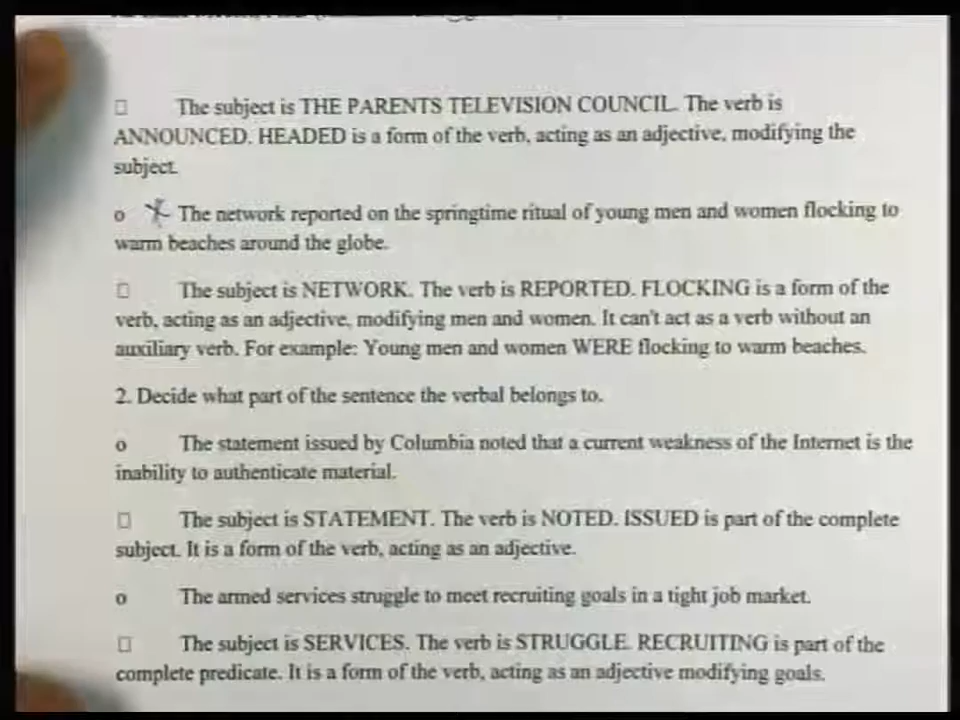 □ The subject is THE PARENTS TELEVISION COUNCIL. The verb is
ANNOUNCED. HEADED is a form of the verb, acting as an adjective, modifying the
subject.
o The network reported on the springtime ritual of young men and women flocking to
warm beaches around the globe.
□ The subject is NETWORK. The verb is REPORTED. FLOCKING is a form of the
verb, acting as an adjective, modifying men and women. It can't act as a verb without an
auxiliary verb. For example: Young men and women WERE flocking to warm beaches.
2. Decide what part of the sentence the verbal belongs to.
o The statement issued by Columbia noted that a current weakness of the Internet is the
inability to authenticate material.
□ The subject is STATEMENT. The verb is NOTED. ISSUED is part of the complete
subject. It is a form of the verb, acting as an adjective.
o The armed services struggle to meet recruiting goals in a tight job market.
□ The subject is SERVICES. The verb is STRUGGLE. RECRUITING is part of the
complete predicate. It is a form of the verb, acting as an adjective modifying goals.